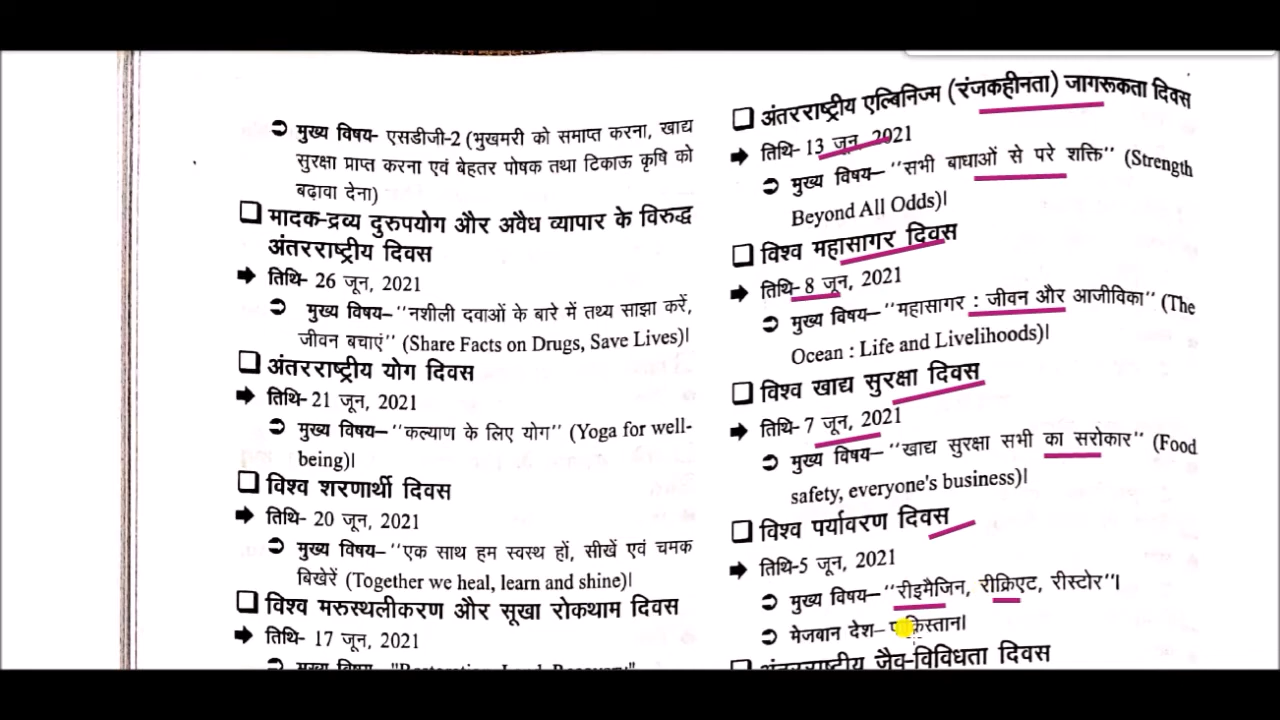 मुख्य विषय- एसडीजी-2 (भुखमरी को समाप्त करना, खाद्य
सुरक्षा प्राप्त करना एवं बेहतर पोषक तथा टिकाऊ कृषि को
बढ़ावा देना)
मादक-द्रव्य दुरुपयोग और अवैध व्यापार के विरुद्ध
अंतरराष्ट्रीय दिवस
तिथि- 26 जून, 2021
मुख्य विषय–"नशीली दवाओं के बारे में तथ्य साझा करें,
जीवन बचाएं" (Share Facts on Drugs, Save Lives)।
अंतरराष्ट्रीय योग दिवस
तिथि- 21 जून, 2021
मुख्य विषय–"कल्याण के लिए योग" (Yoga for well-
being)।
विश्व शरणार्थी दिवस
तिथि- 20 जून, 2021
मुख्य विषय–"एक साथ हम स्वस्थ हों, सीखें एवं चमक
बिखेरें (Together we heal, learn and shine)।
विश्व मरुस्थलीकरण और सूखा रोकथाम दिवस
तिथि- 17 जून, 2021
मुख्य विषय–
अंतरराष्ट्रीय एल्बिनिज्म (रंजकहीनता) जागरूकता दिवस
तिथि- 13 जून, 2021
मुख्य विषय– "सभी बाधाओं से परे शक्ति" (Strength
Beyond All Odds)।
विश्व महासागर दिवस
तिथि- 8 जून, 2021
मुख्य विषय– "महासागर : जीवन और आजीविका" (The
Ocean : Life and Livelihoods)।
विश्व खाद्य सुरक्षा दिवस
तिथि- 7 जून, 2021
मुख्य विषय– "खाद्य सुरक्षा सभी का सरोकार" (Food
safety, everyone's business)।
विश्व पर्यावरण दिवस
तिथि-5 जून, 2021
मुख्य विषय– "रीइमैजिन, रीक्रिएट, रीस्टोर"।
मेजबान देश– पाकिस्तान।
अंतरराष्ट्रीय जैव-विविधता दिवस